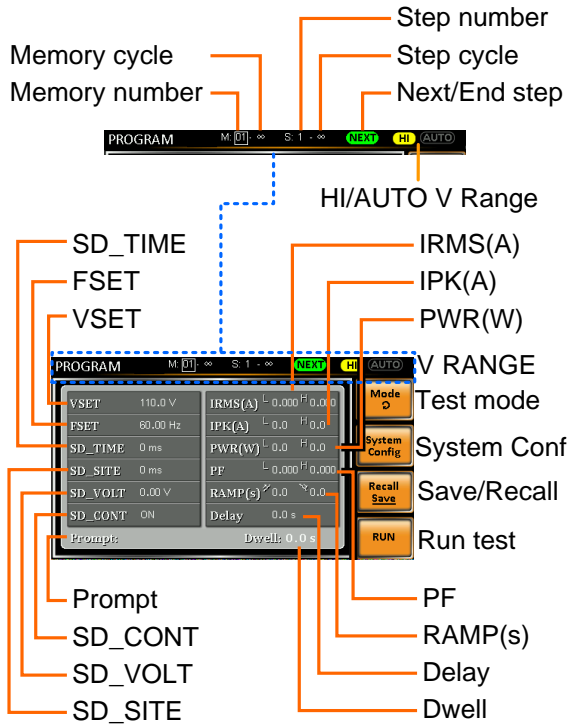 Step number
Memory cycle
Step cycle
Memory number
Next/End step
PROGRAM M: 01 - ∞ S: 1 - ∞ NEXT HI AUTO
HI/AUTO V Range
SD_TIME
IRMS(A)
FSET
IPK(A)
VSET
PWR(W)
PROGRAM M: 01 - ∞ S: 1 - ∞ NEXT HI AUTO
V RANGE
VSET 110.0 V IRMS(A) L 0.000 H 0.000
Mode
Test mode
FSET 60.00 Hz IPK(A) L 0.0 H 0.0
SD_TIME 0 ms PWR(W) L 0.0 H 0.0
System
Config
System Conf
SD_SITE 0 ms PF L 0.000 H 0.000
SD_VOLT 0.00 V RAMP(s) 0.0 0.0
Recall
Save
Save/Recall
SD_CONT ON Delay 0.0 s
Prompt: Dwell: 0.0 s
RUN
Run test
Prompt
PF
SD_CONT
RAMP(s)
SD_VOLT
Delay
SD_SITE
Dwell